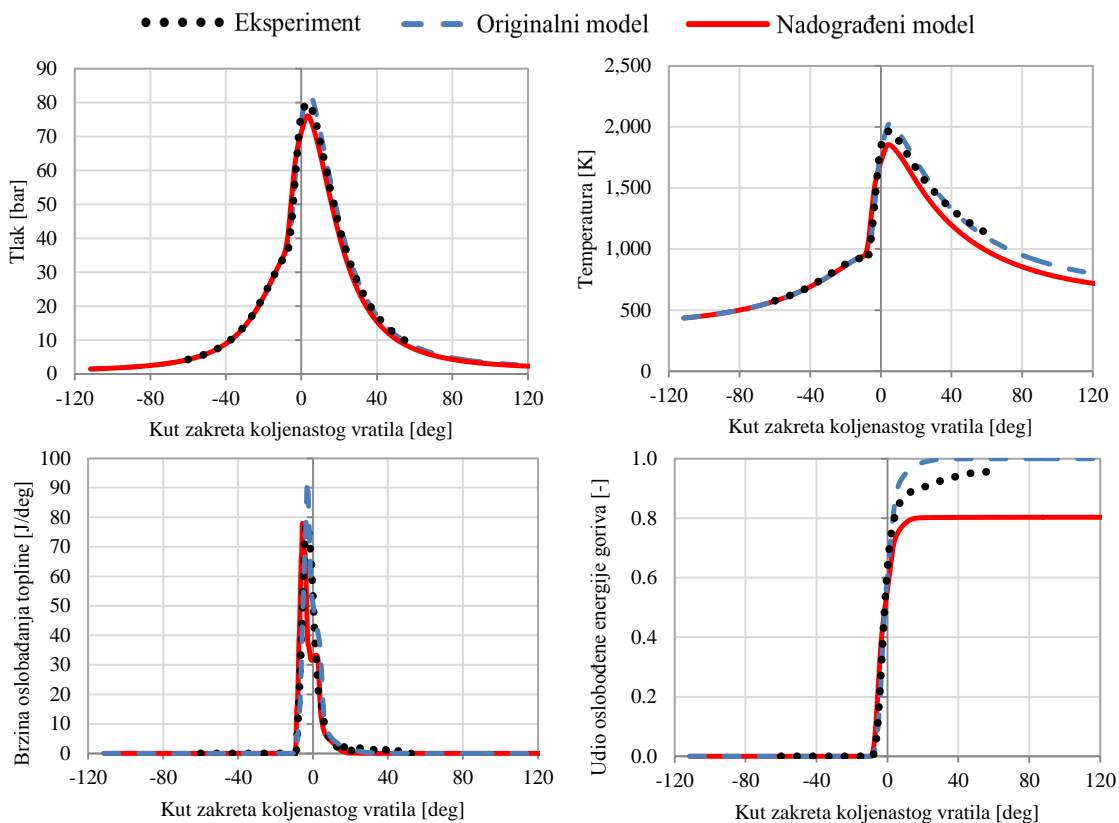 Eksperiment Originalni model Nadograđeni model
Tlak [bar]
90
80
70
60
50
40
30
20
10
0
-120 -80 -40 0 40 80 120
Kut zakreta koljenastog vratila [deg]
Temperatura [K]
2,500
2,000
1,500
1,000
500
0
-120 -80 -40 0 40 80 120
Kut zakreta koljenastog vratila [deg]
Brzina oslobađanja topline [J/deg]
100
90
80
70
60
50
40
30
20
10
0
-120 -80 -40 0 40 80 120
Kut zakreta koljenastog vratila [deg]
Udio oslobođene energije goriva [-]
1.0
0.8
0.6
0.4
0.2
0.0
-120 -80 -40 0 40 80 120
Kut zakreta koljenastog vratila [deg]